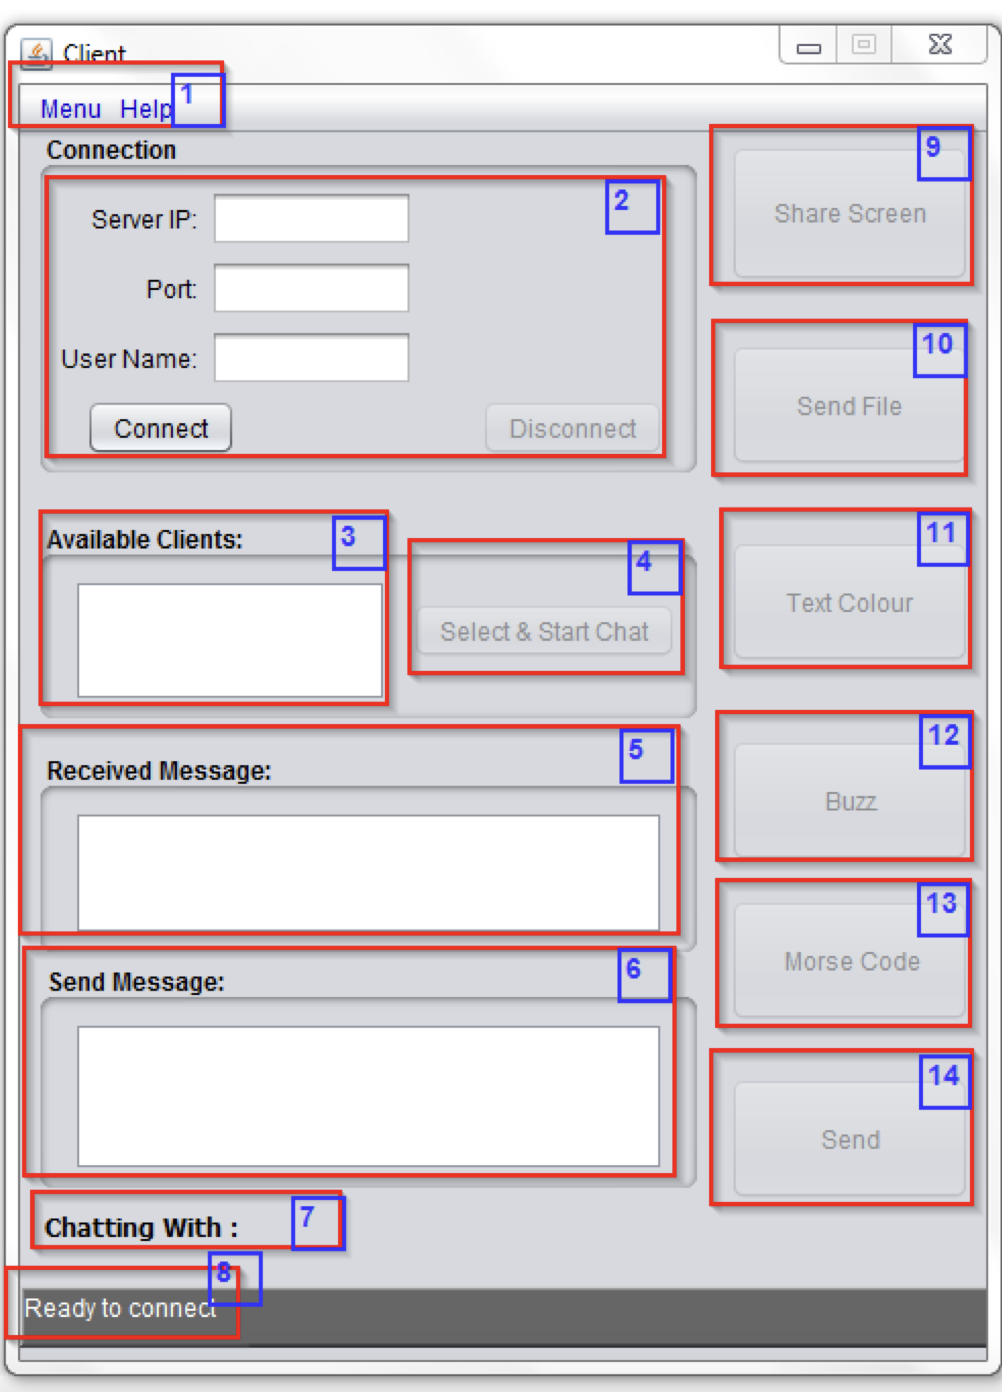 Client
Menu Help 1
Connection
2
Server IP:
Port:
User Name:
Connect Disconnect
Available Clients: 3
4
Select & Start Chat
5
Received Message:
6
Send Message:
7
Chatting With :
8
Ready to connect
9
Share Screen
10
Send File
11
Text Colour
12
Buzz
13
Morse Code
14
Send